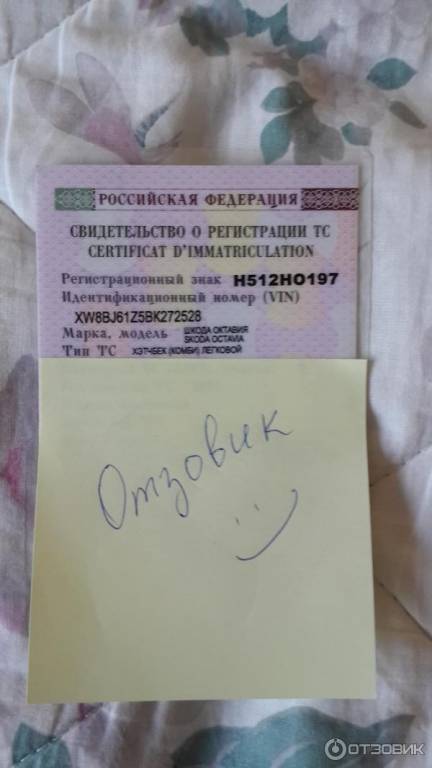 РОССИЙСКАЯ ФЕДЕРАЦИЯ
СВИДЕТЕЛЬСТВО О РЕГИСТРАЦИИ ТС
CERTIFICAT D'IMMATRICULATION
Регистрационный знак Н512НО197
Идентификационный номер (VIN)
XW8BJ61Z5BK272528
Марка, модель ШКОДА ОКТАВИЯ
SKODA OCTAVIA
Тип ТС ХЭТЧБЕК (КОМБИ) ЛЕГКОВОЙ
Отзовик
ОТЗОВИК